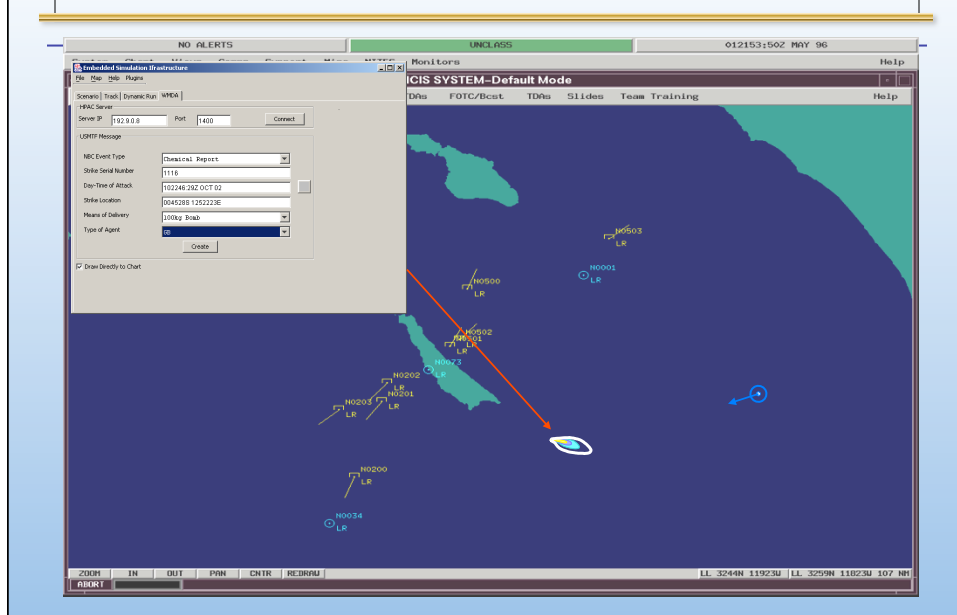 NO ALERTS UNCLASS 012153:50Z MAY 96
Monitors Help
Embedded Simulation Ifrastructure
File Map Help Plugins
ICIS SYSTEM-Default Mode
TDAs FOTC/Bcst TDAs Slides Team Training Help
Scenario Track Dynamic Run WMDA
HPAC Server
Server IP 192.9.0.8 Port 1400 Connect
USMTF Message
NBC Event Type Chemical Report
Strike Serial Number 1116
Day-Time of Attack 102246:29Z OCT 02
Strike Location 004528S 1252223E
Means of Delivery 100kg Bomb
Type of Agent GB
Create
Draw Directly to Chart
N0503
LR
N0001
LR
N0500
LR
N0502
LR
N0073
LR
N0202
LR
N0201
LR
N0203
LR
N0200
LR
N0034
LR
ZOOM IN OUT PAN CNTR REDRAW LL 3244N 11923W LL 3259N 11823W 107 NM
ABORT